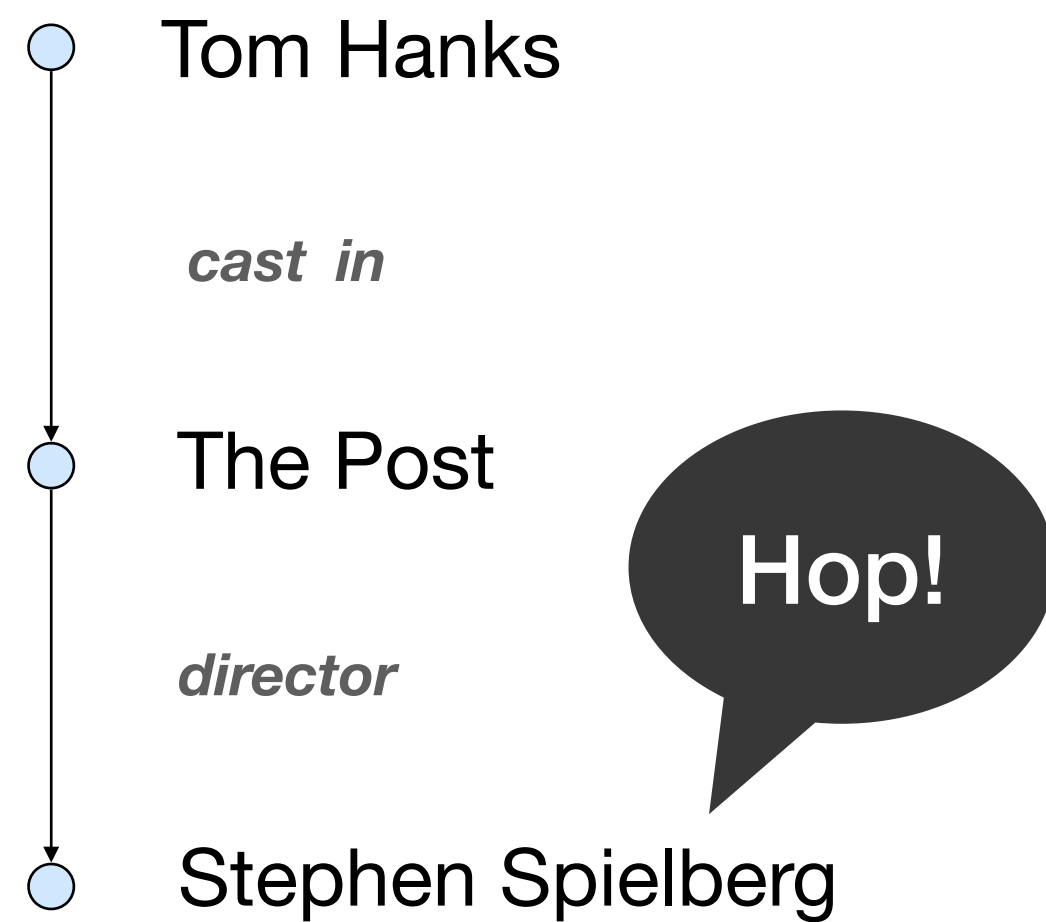 Tom Hanks
cast in
The Post
Hop!
director
Stephen Spielberg